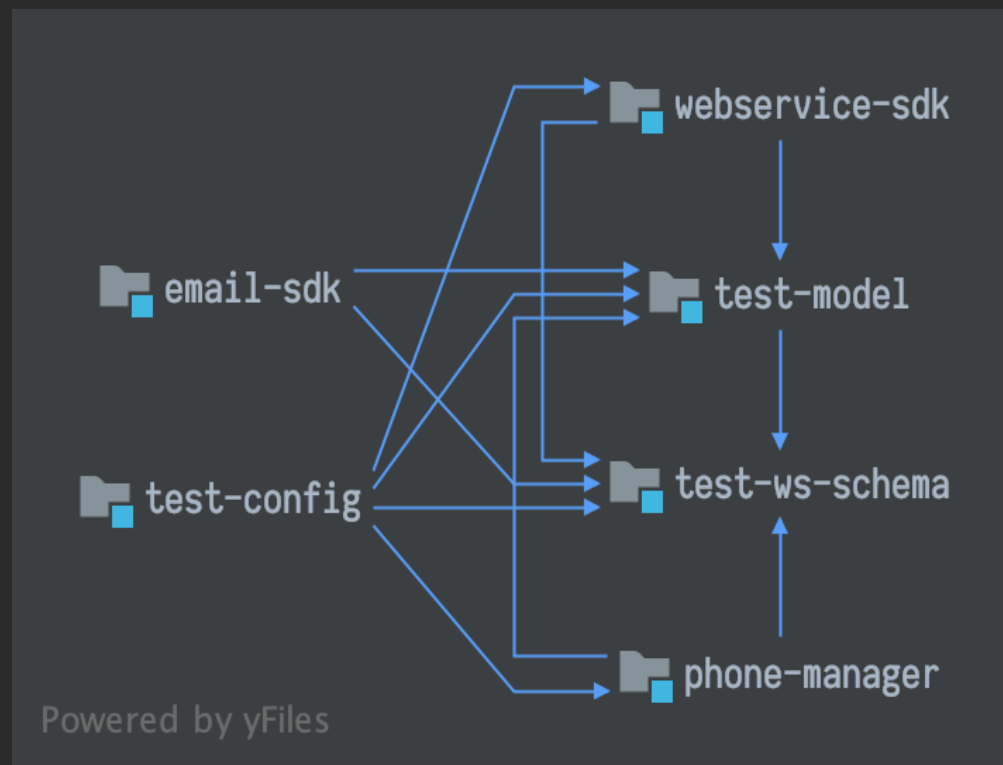 webservice-sdk
email-sdk
test-model
test-config
test-ws-schema
phone-manager
Powered by yFiles